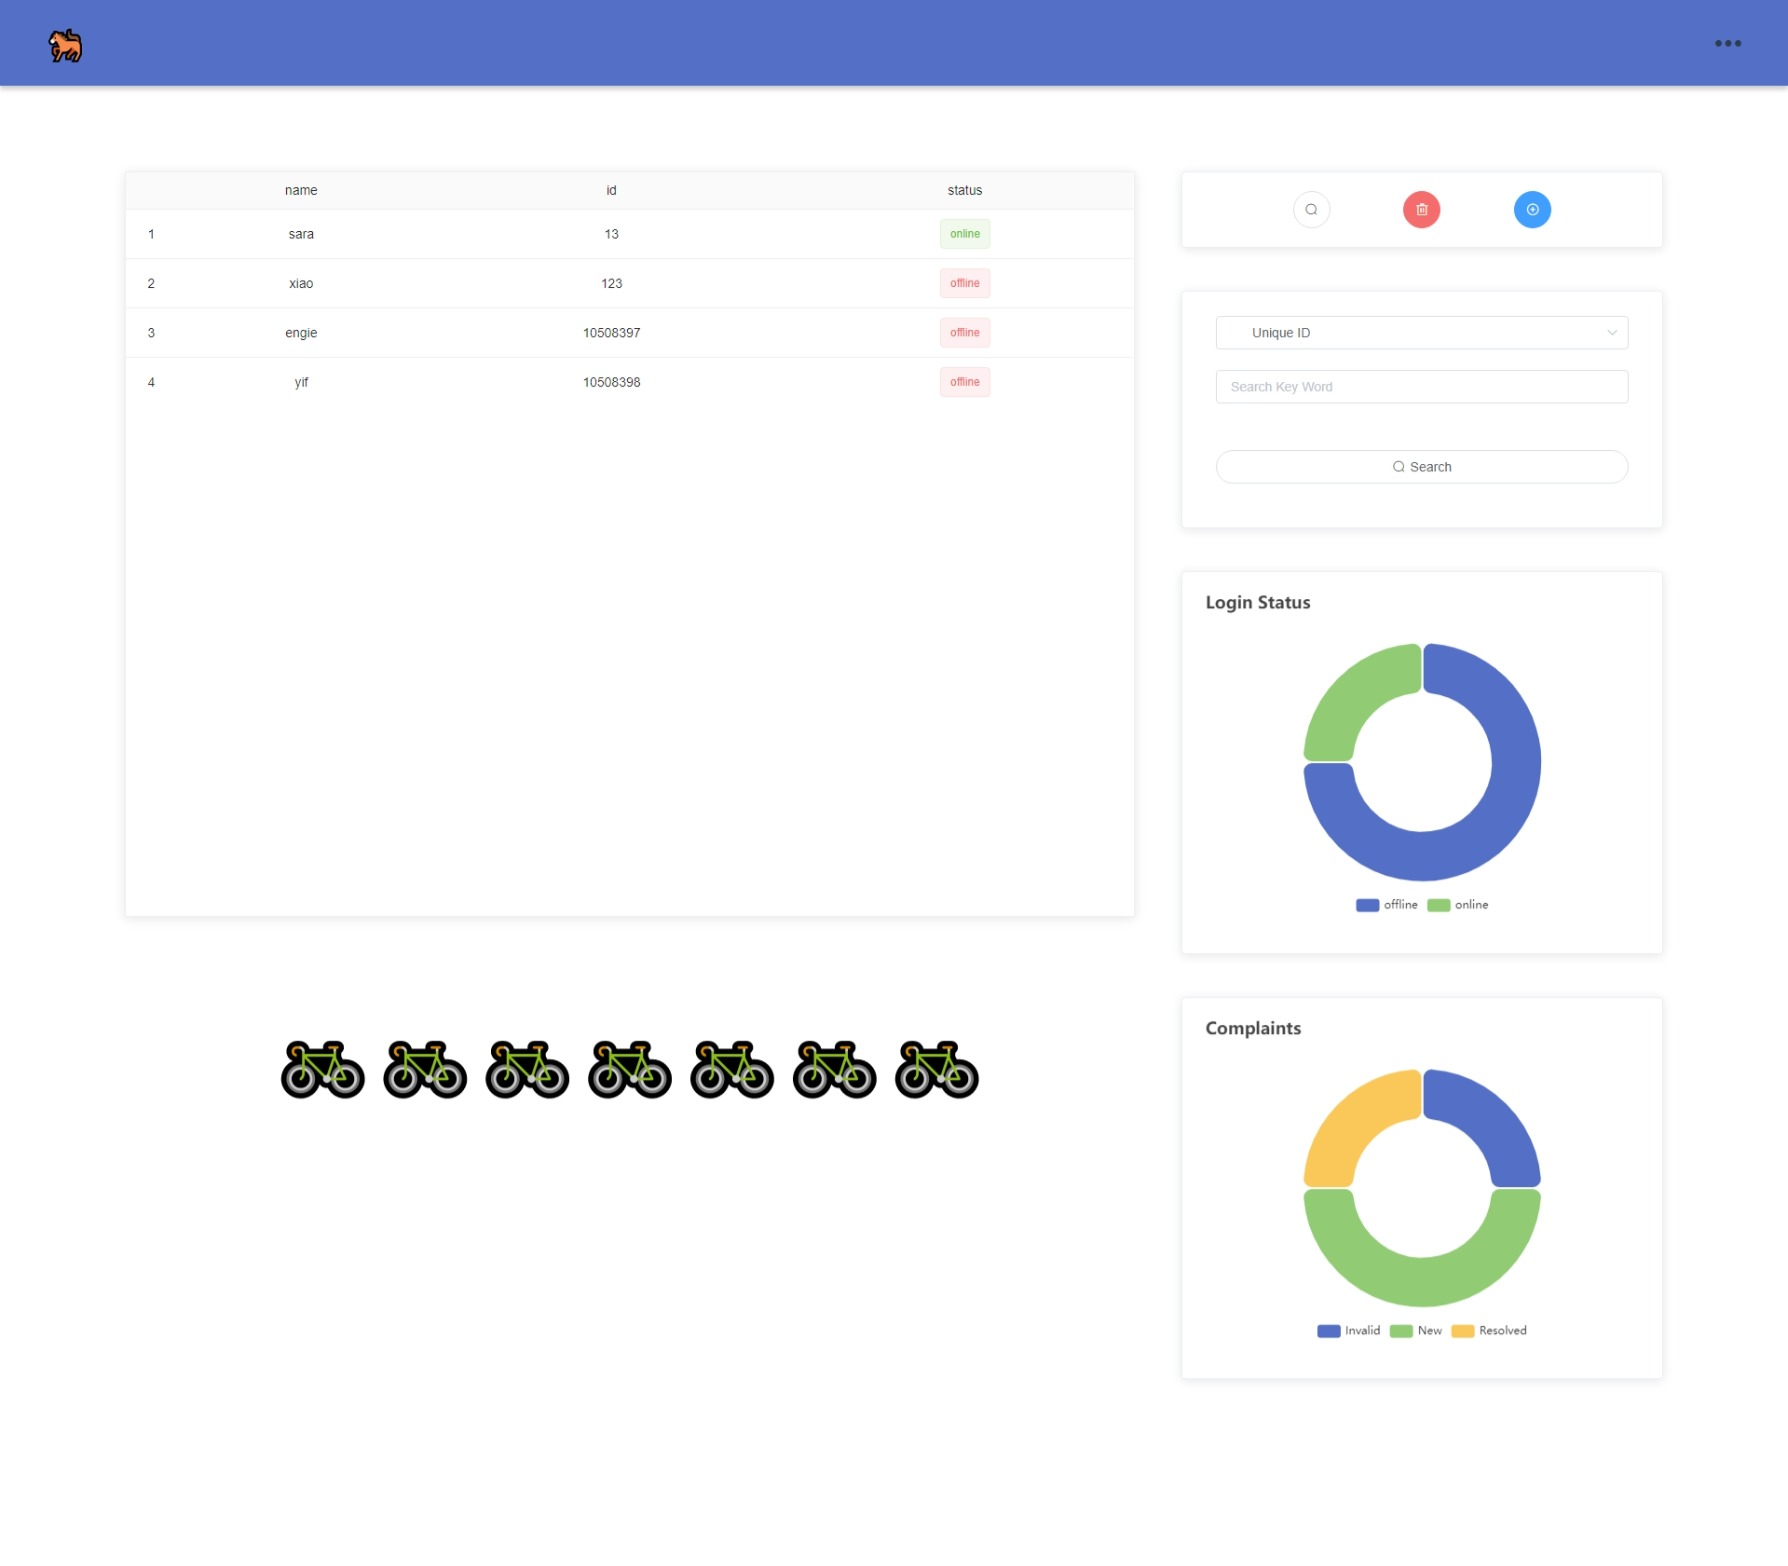 name id status
1 sara 13 online
2 xiao 123 offline
3 engie 10508397 offline
4 yif 10508398 offline
Unique ID
Search Key Word
Search
Login Status
offline online
Complaints
Invalid New Resolved